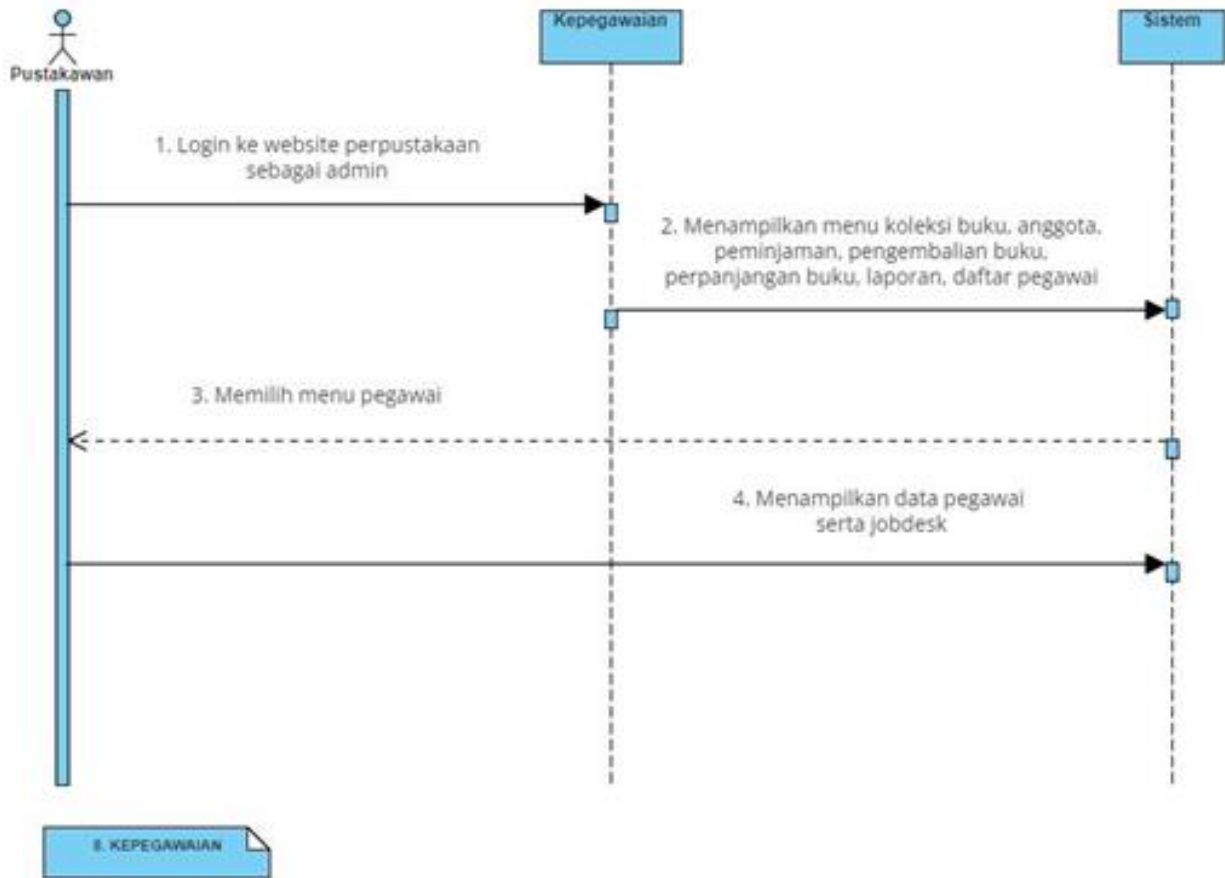 Kepegawaian
Sistem
Pustakawan
1. Login ke website perpustakaan
sebagai admin
2. Menampilkan menu koleksi buku, anggota,
peminjaman, pengembalian buku,
perpanjangan buku, laporan, daftar pegawai
3. Memilih menu pegawai
4. Menampilkan data pegawai
serta jobdesk
KEPEGAWAIAN